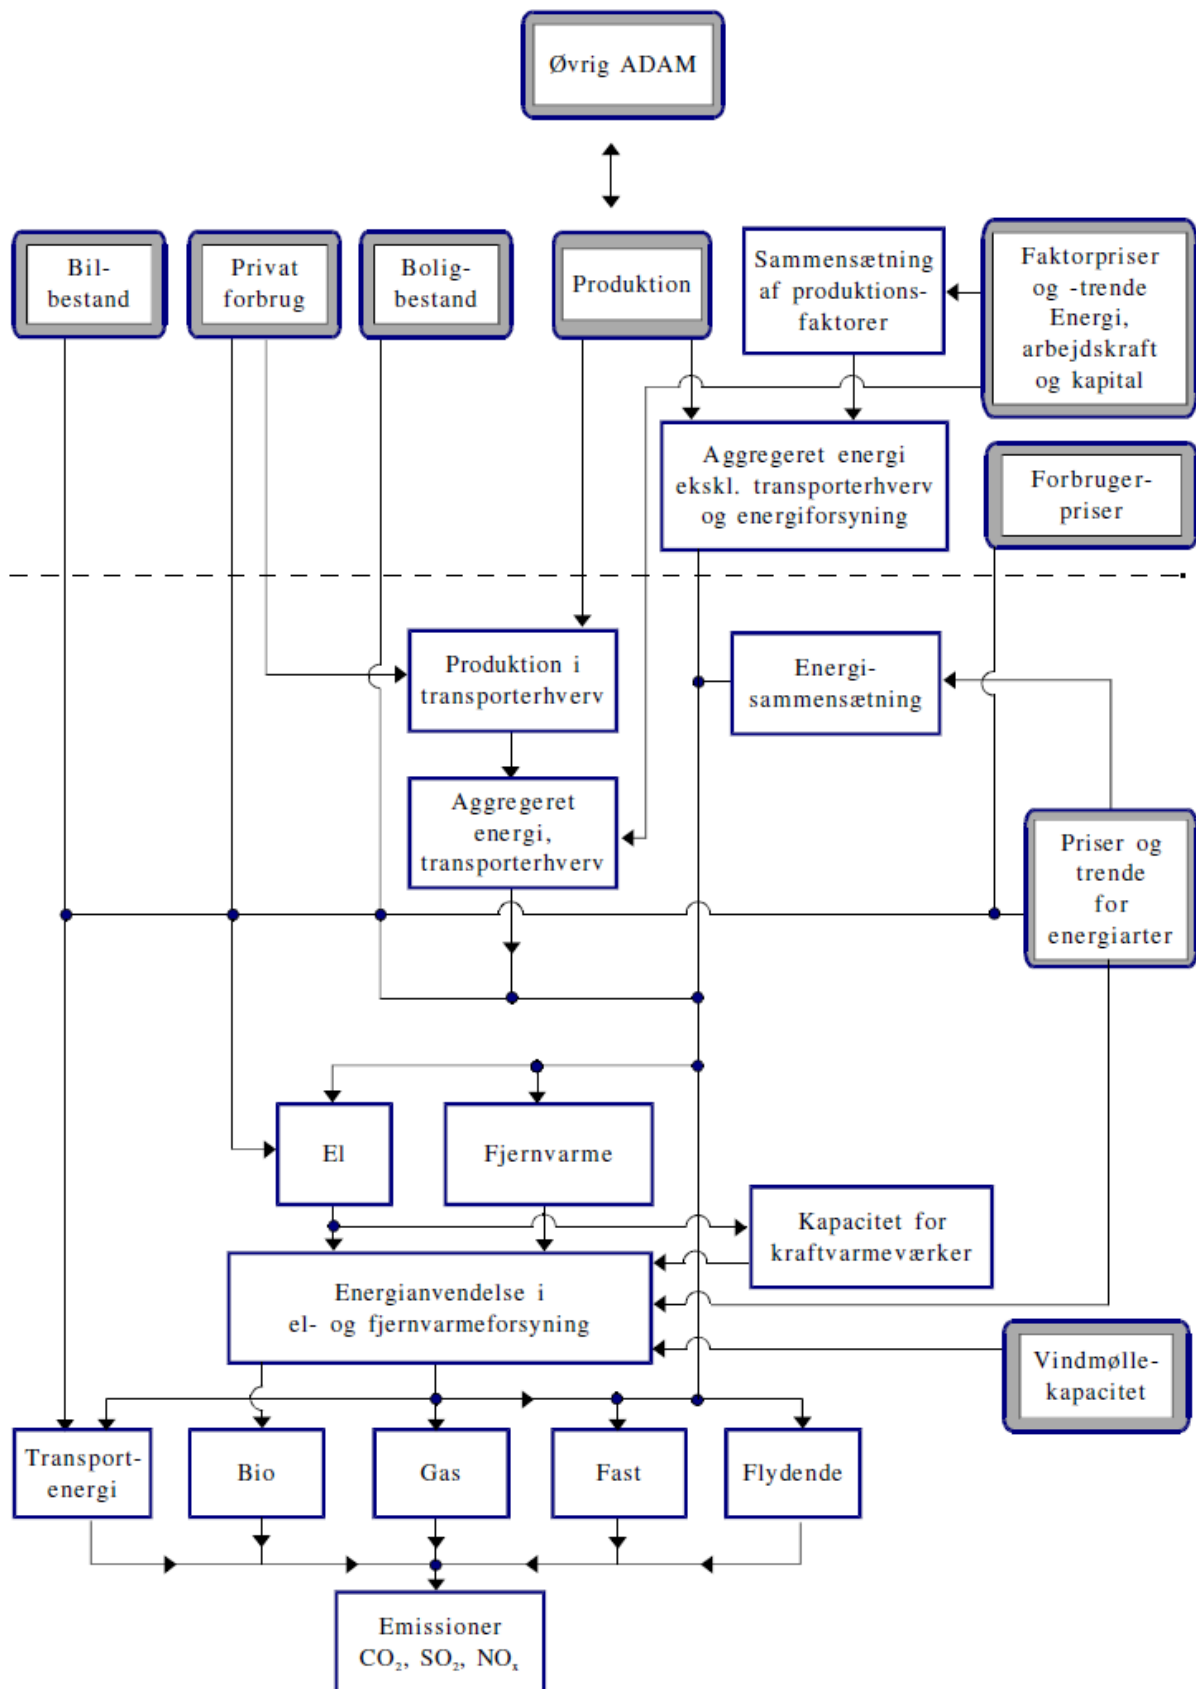 Øvrig ADAM
Bil-
bestand
Privat
forbrug
Bolig-
bestand
Produktion
Sammensætning
af produktions-
faktorer
Faktorpriser
og -trende
Energi,
arbejdskraft
og kapital
Aggregeret energi
ekskl. transporterhverv
og energiforsyning
Forbruger-
priser
Produktion i
transporterhverv
Energi-
sammensætning
Aggregeret
energi,
transporterhverv
Priser og
trende
for
energiarter
El
Fjernvarme
Kapacitet for
kraftvarmeværker
Energianvendelse i
el- og fjernvarmeforsyning
Vindmølle-
kapacitet
Transport-
energi
Bio
Gas
Fast
Flydende
Emissioner
CO₂, SO₂, NOₓ